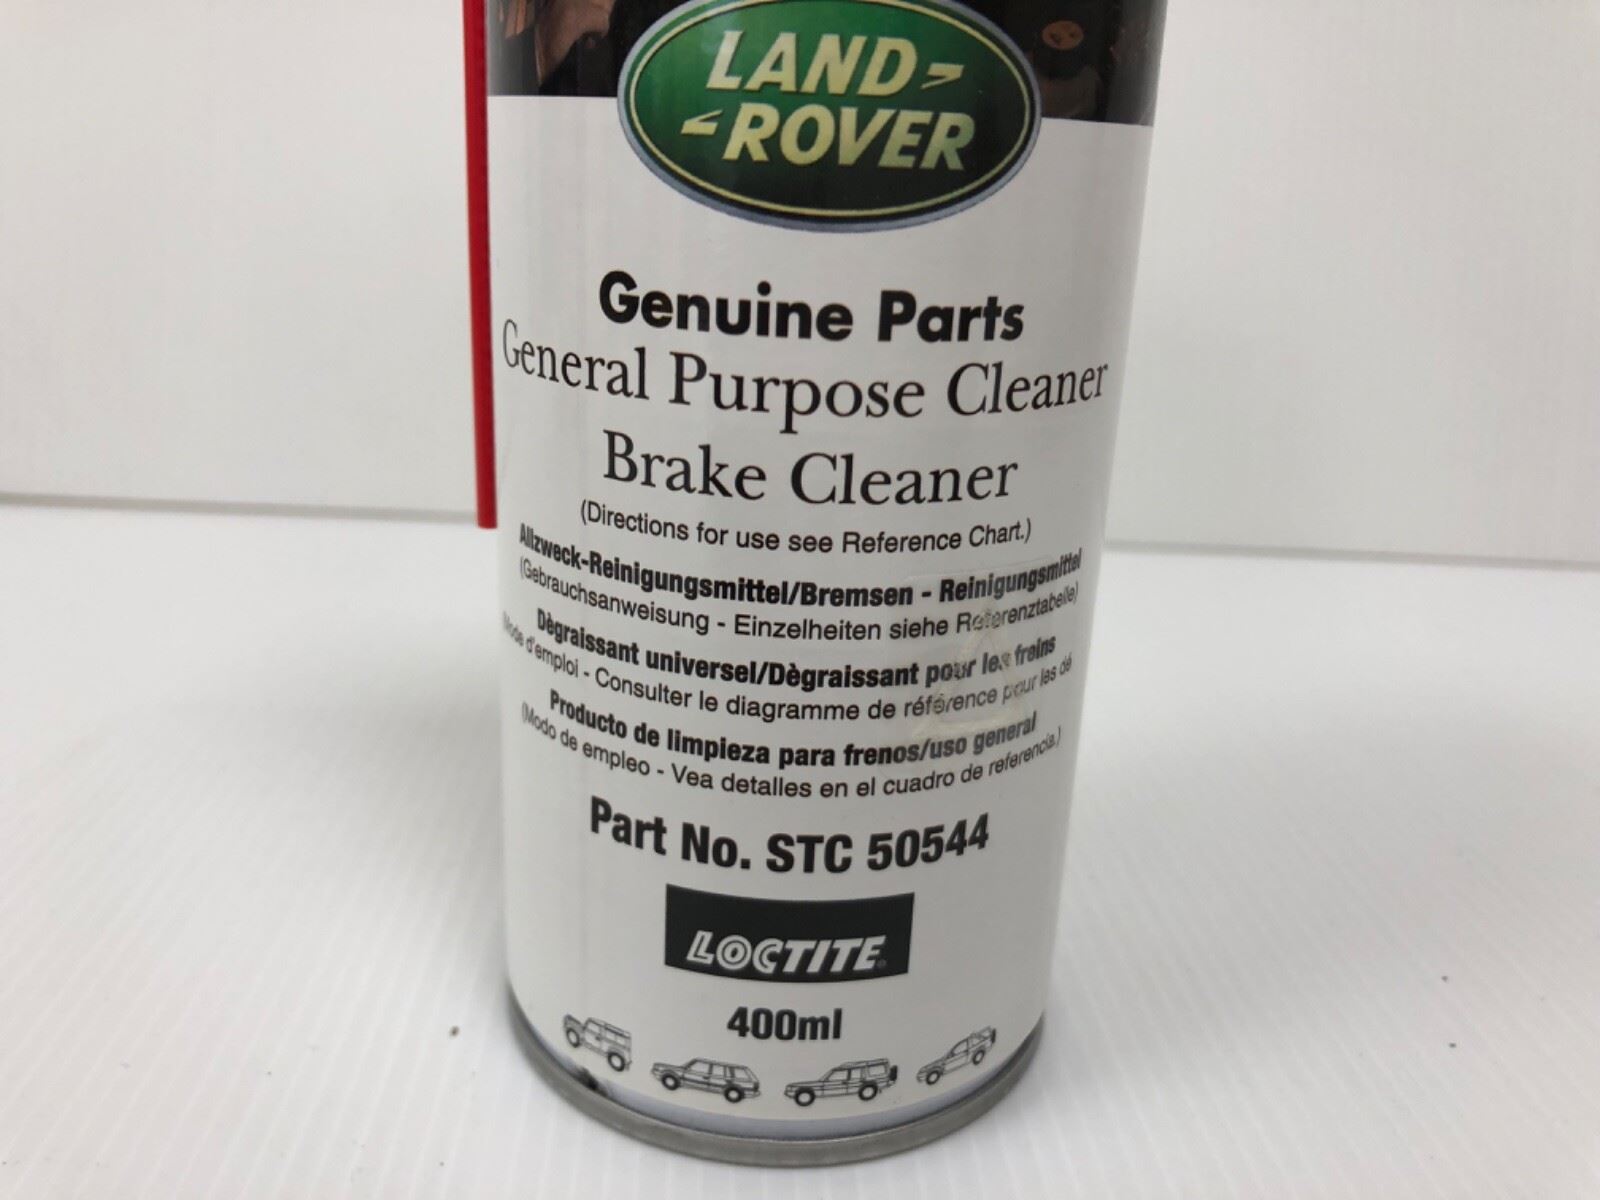 LAND-
-ROVER
Genuine Parts
General Purpose Cleaner
Brake Cleaner
(Directions for use see Reference Chart.)
Allzweck-Reinigungsmittel/Bremsen - Reinigungsmittel
(Gebrauchsanweisung - Einzelheiten siehe Referenztabelle)
Dègraissant universel/Dègraissant pour les freins
Mode d'emploi - Consulter le diagramme de référence pour les dé
Producto de limpieza para frenos/uso general
(Modo de empleo - Vea detalles en el cuadro de referencia.)
Part No. STC 50544
LOCTITE®
400ml